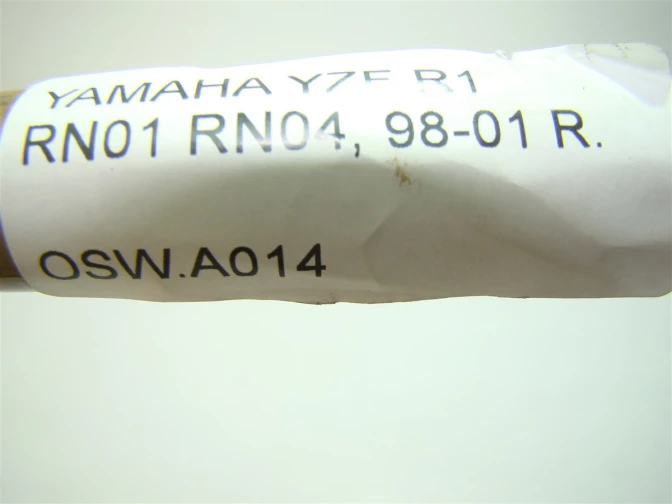 YAMAHA YZF R1
RN01 RN04, 98-01 R.
OSW.A014